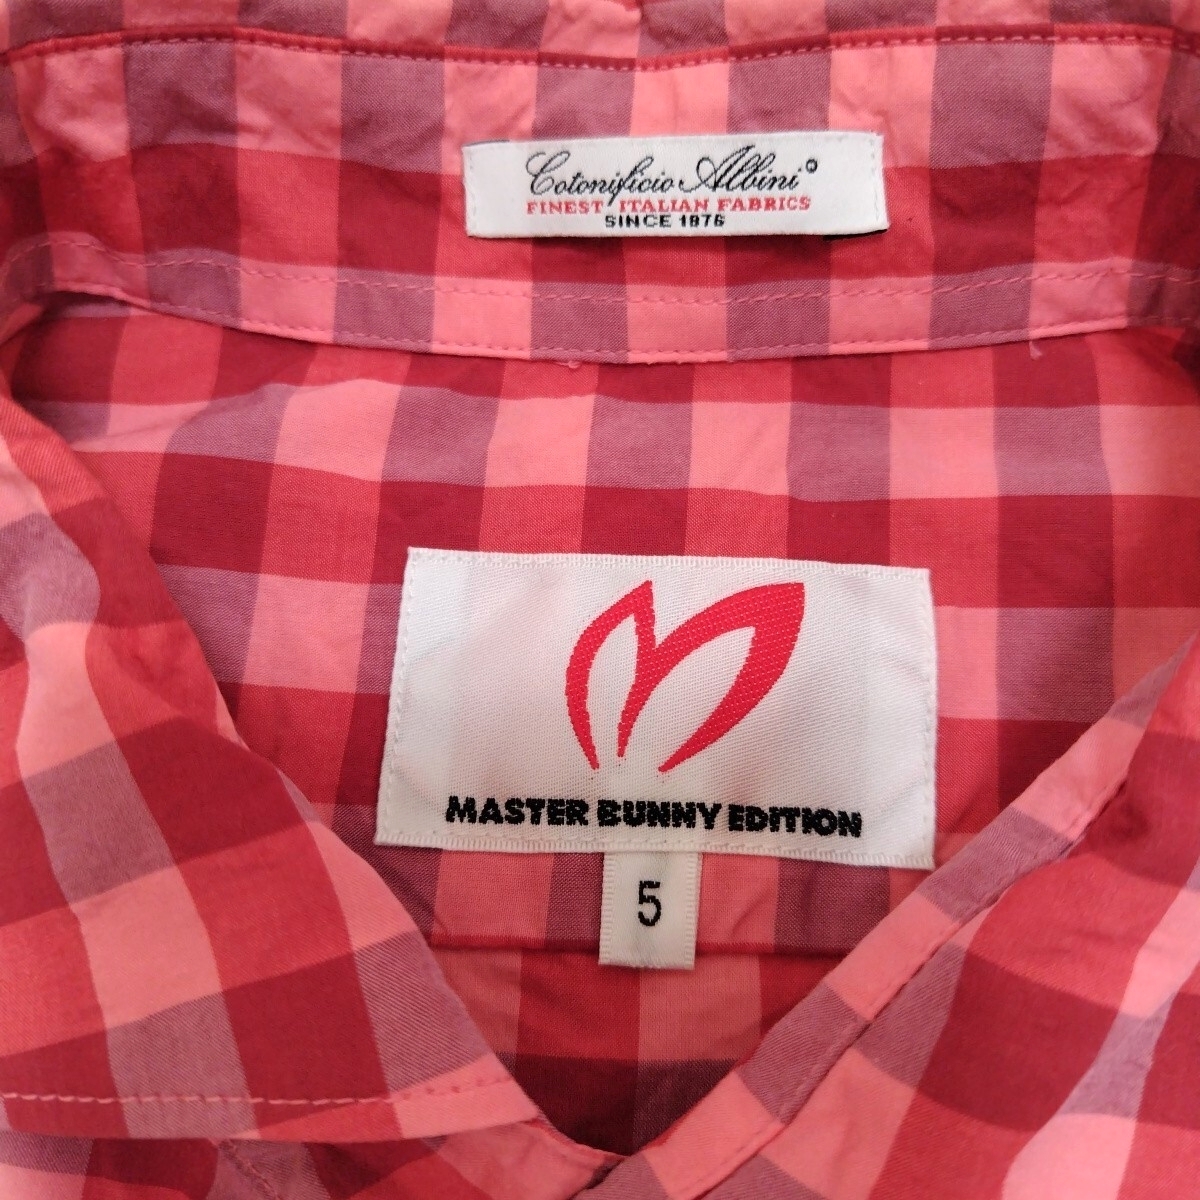 Cotonificio Albini®
FINEST ITALIAN FABRICS
SINCE 1876
MASTER BUNNY EDITION
5